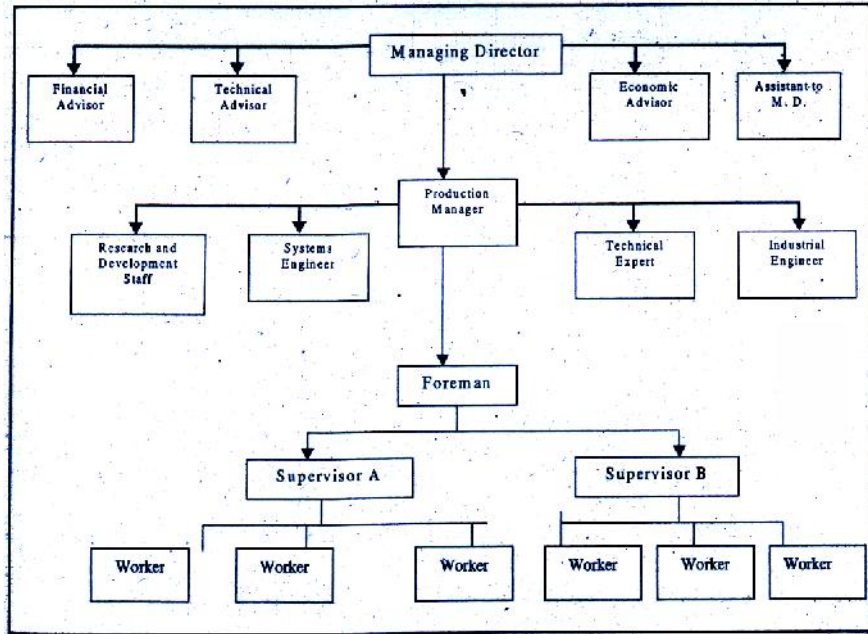 Managing Director
Financial
Advisor
Technical
Advisor
Economic
Advisor
Assistant to
M. D.
Production
Manager
Research and
Development
Staff
Systems
Engineer
Technical
Expert
Industrial
Engineer
Foreman
Supervisor A
Supervisor B
Worker
Worker
Worker
Worker
Worker
Worker